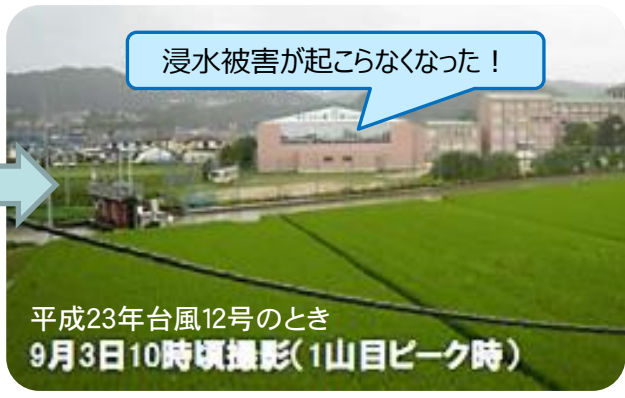 浸水被害が起こらなくなった！
平成23年台風12号のとき
9月3日10時頃撮影(1山目ピーク時)